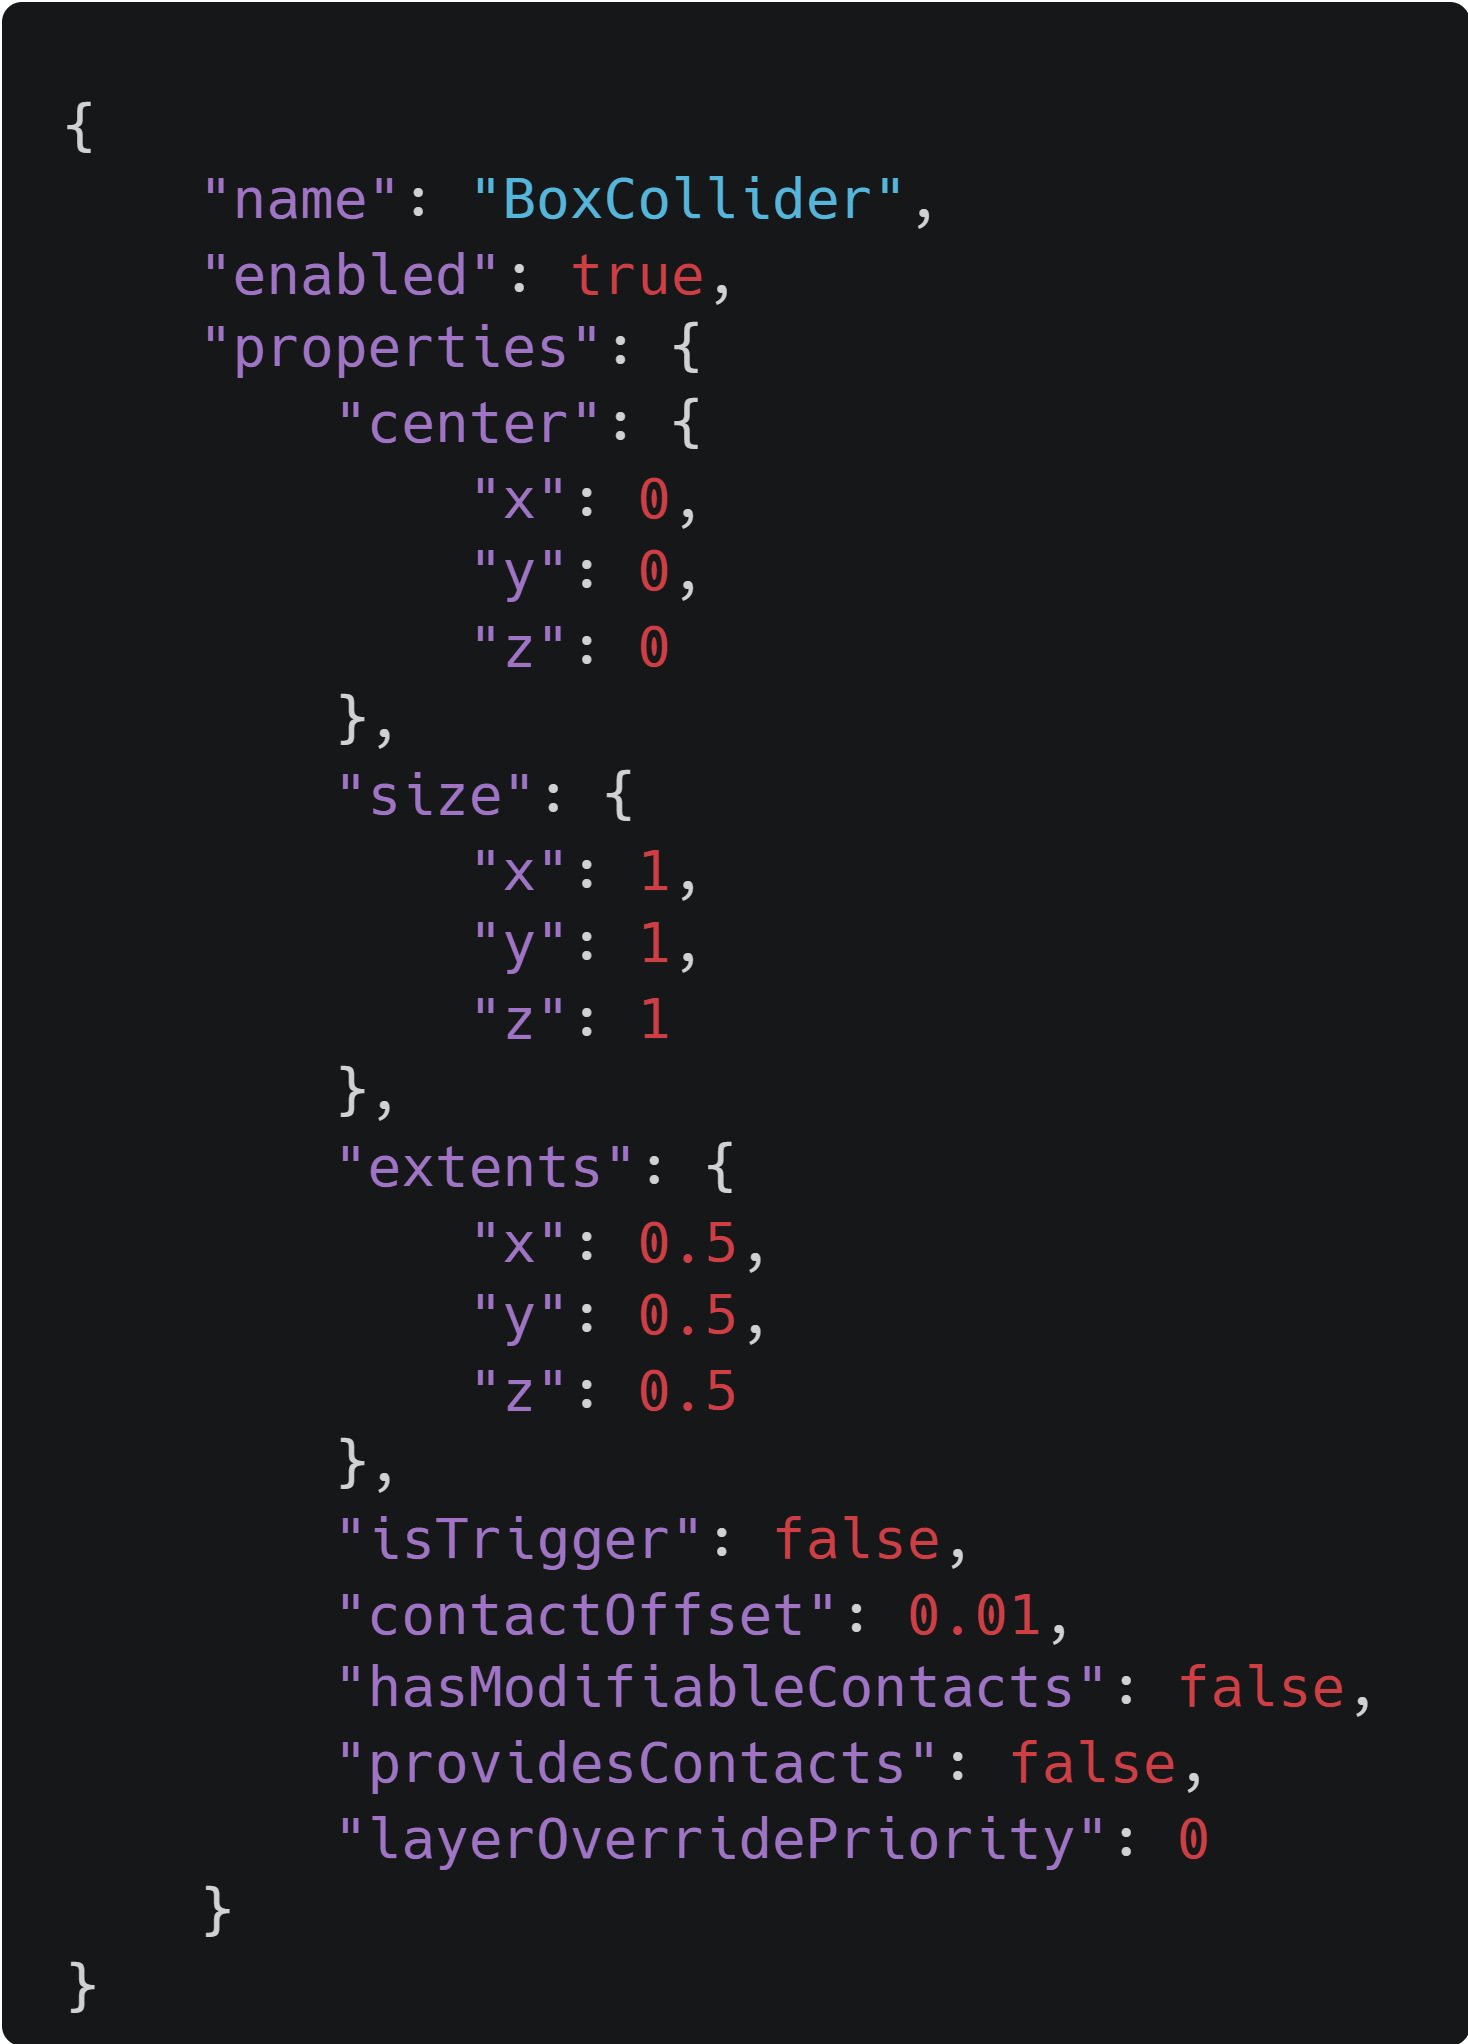 {
    "name": "BoxCollider",
    "enabled": true,
    "properties": {
        "center": {
            "x": 0,
            "y": 0,
            "z": 0
        },
        "size": {
            "x": 1,
            "y": 1,
            "z": 1
        },
        "extents": {
            "x": 0.5,
            "y": 0.5,
            "z": 0.5
        },
        "isTrigger": false,
        "contactOffset": 0.01,
        "hasModifiableContacts": false,
        "providesContacts": false,
        "layerOverridePriority": 0
    }
}